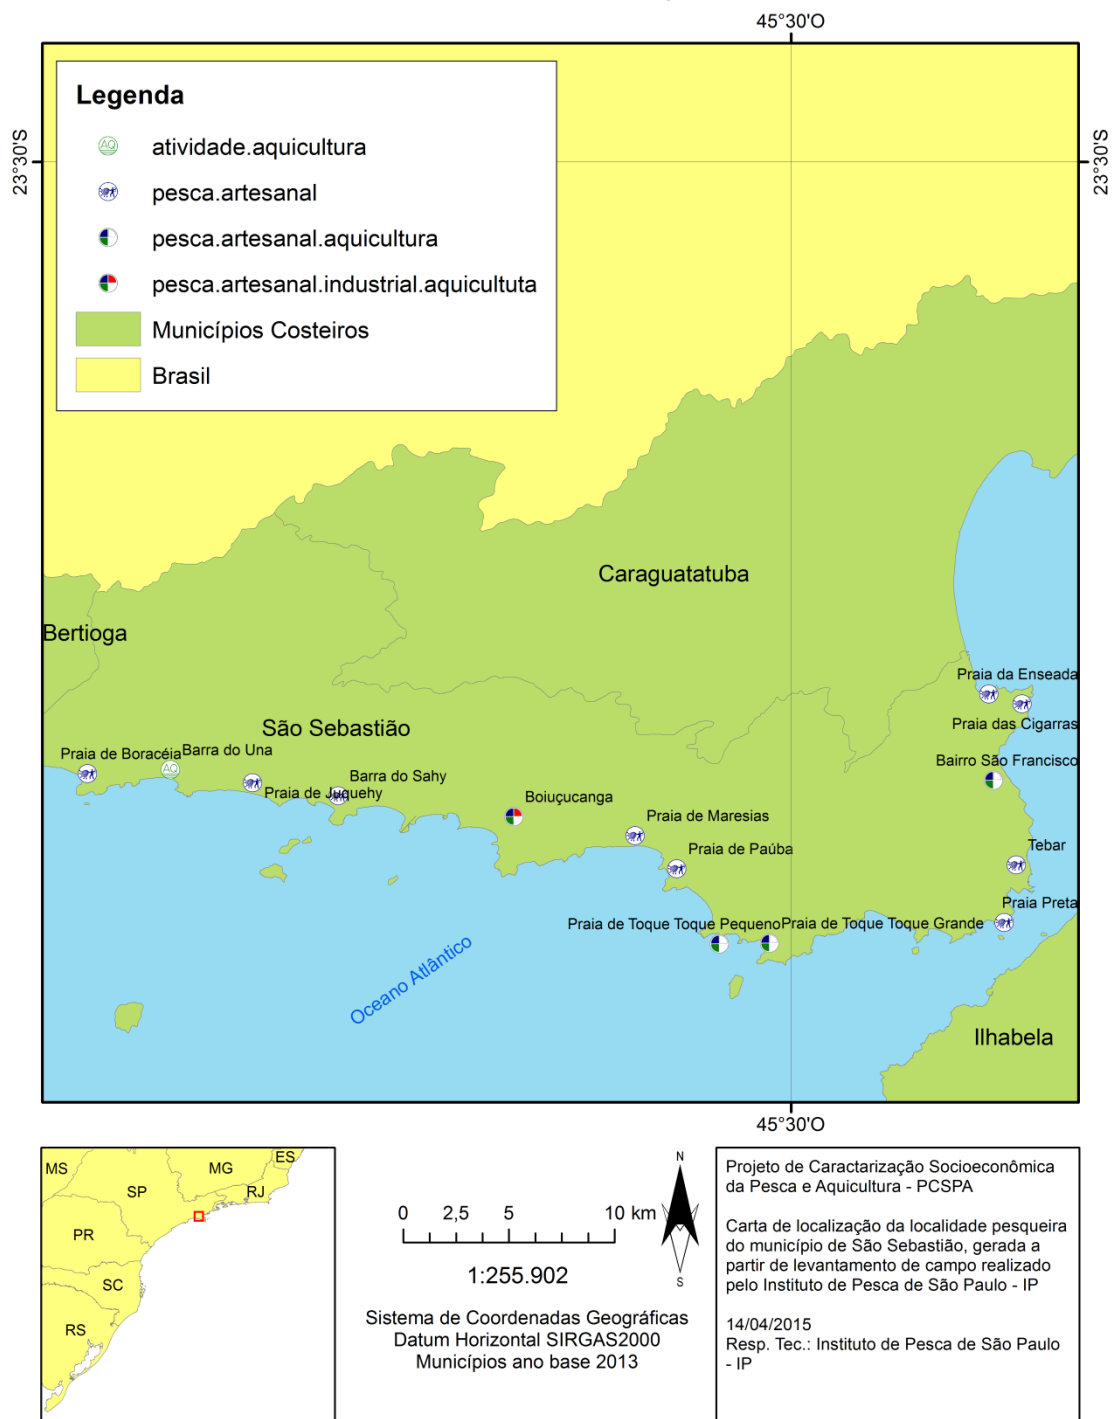 45°30'O
23°30'S
23°30'S
Legenda
AQ
atividade.aquicultura
pesca.artesanal
pesca.artesanal.aquicultura
pesca.artesanal.industrial.aquicultuta
Municípios Costeiros
Brasil
Caraguatatuba
Bertioga
Praia da Enseada
São Sebastião
Praia das Cigarras
Praia de Boracéia
Barra do Una
AQ
Bairro São Francisco
Praia de Juquehy
Barra do Sahy
Boiuçucanga
Praia de Maresias
Praia de Paúba
Tebar
Praia Preta
Praia de Toque Toque Pequeno
Praia de Toque Toque Grande
Oceano Atlântico
Ilhabela
45°30'O
MS
MG
ES
SP
RJ
PR
SC
RS
0 2,5 5 10 km
N
S
1:255.902
Sistema de Coordenadas Geográficas
Datum Horizontal SIRGAS2000
Municípios ano base 2013
Projeto de Caractarização Socioeconômica
da Pesca e Aquicultura - PCSPA
Carta de localização da localidade pesqueira
do município de São Sebastião, gerada a
partir de levantamento de campo realizado
pelo Instituto de Pesca de São Paulo - IP
14/04/2015
Resp. Tec.: Instituto de Pesca de São Paulo
- IP